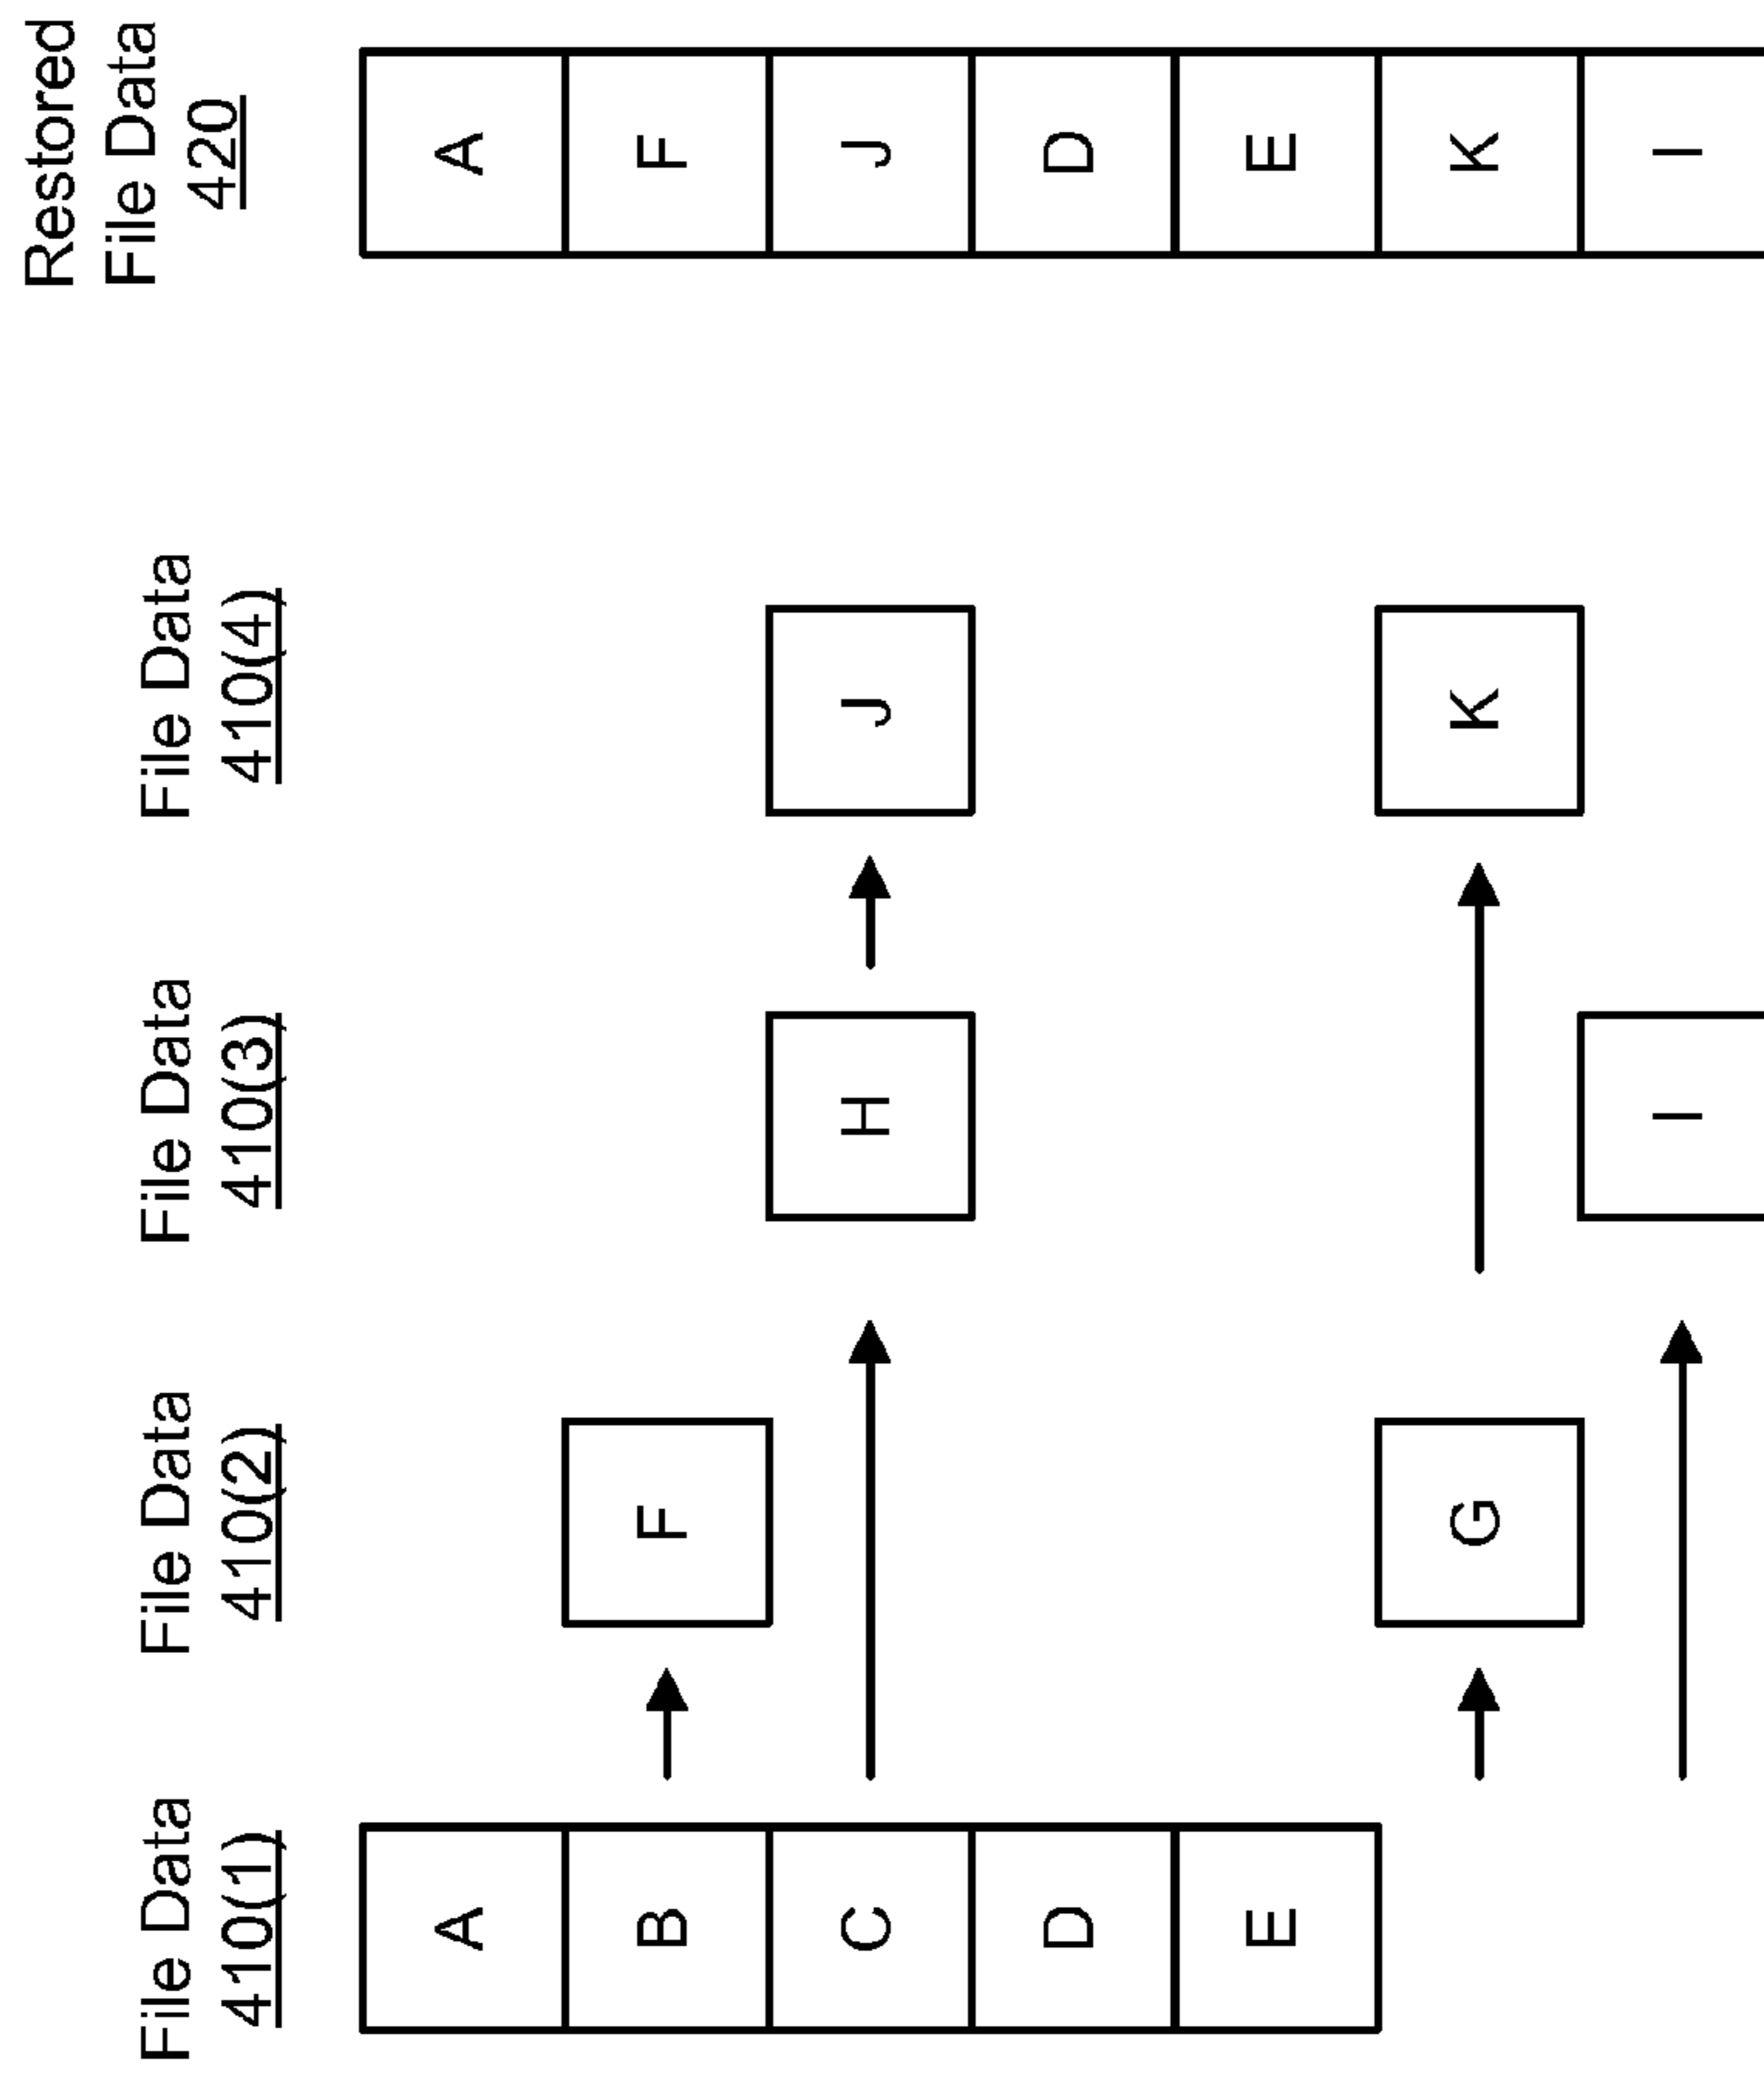 File Data
410(1)
File Data
410(2)
File Data
410(3)
File Data
410(4)
Restored
File Data
420
A
A
B
F
F
C
H
J
J
D
D
E
E
G
K
K
I
I